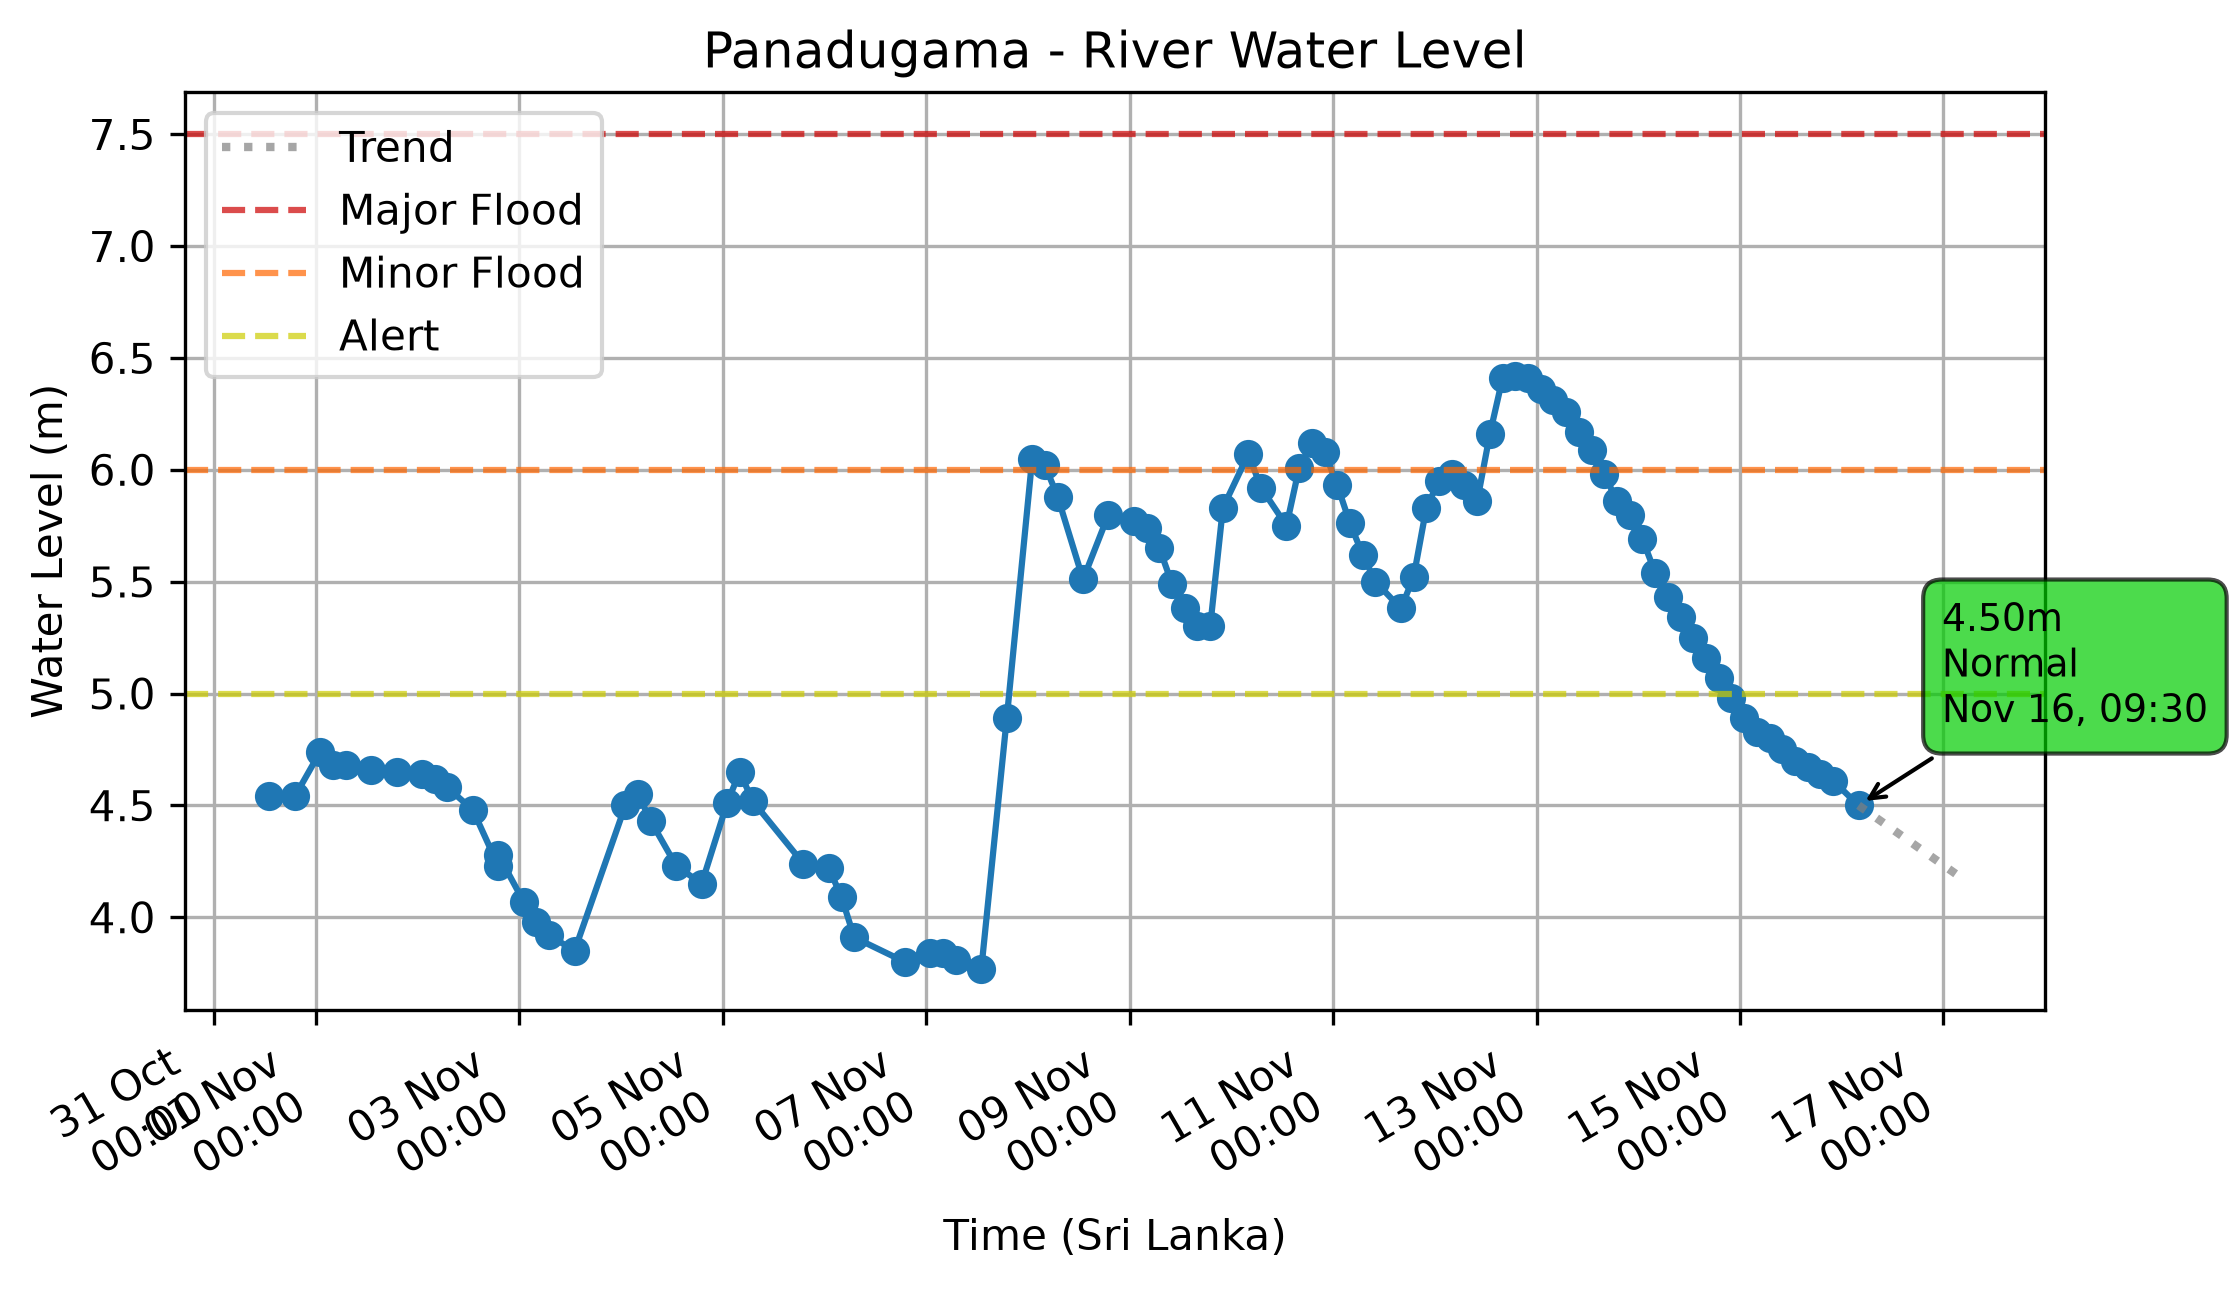 Panadugama - River Water Level
Trend
Major Flood
Minor Flood
Alert
7.5
7.0
6.5
6.0
5.5
5.0
4.5
4.0
Water Level (m)
4.50m
Normal
Nov 16, 09:30
31 Oct
00:00
01 Nov
00:00
03 Nov
00:00
05 Nov
00:00
07 Nov
00:00
09 Nov
00:00
11 Nov
00:00
13 Nov
00:00
15 Nov
00:00
17 Nov
00:00
Time (Sri Lanka)